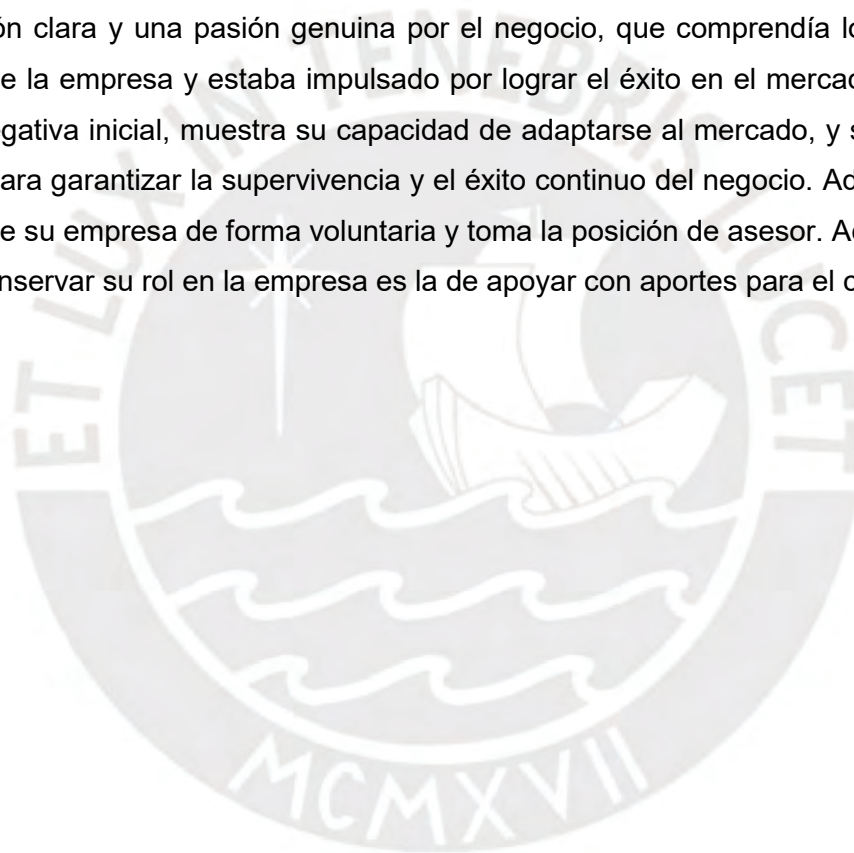 ón clara y una pasión genuina por el negocio, que comprendía lo
e la empresa y estaba impulsado por lograr el éxito en el mercad
egativa inicial, muestra su capacidad de adaptarse al mercado, y s
ara garantizar la supervivencia y el éxito continuo del negocio. Ad
e su empresa de forma voluntaria y toma la posición de asesor. Ad
nservar su rol en la empresa es la de apoyar con aportes para el c
ET LUX IN TENEBRIS LUCET
MCMXVII